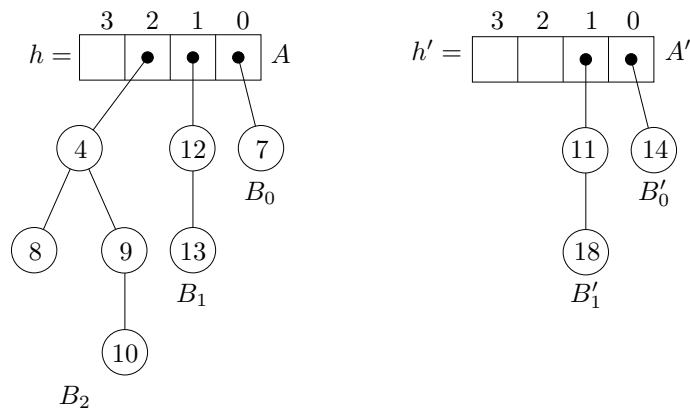 3 2 1 0 3 2 1 0
h = A h′ = A′
4 12 7 11 14
B₀ B′₀
8 9 13 18
B₁ B′₁
10
B₂